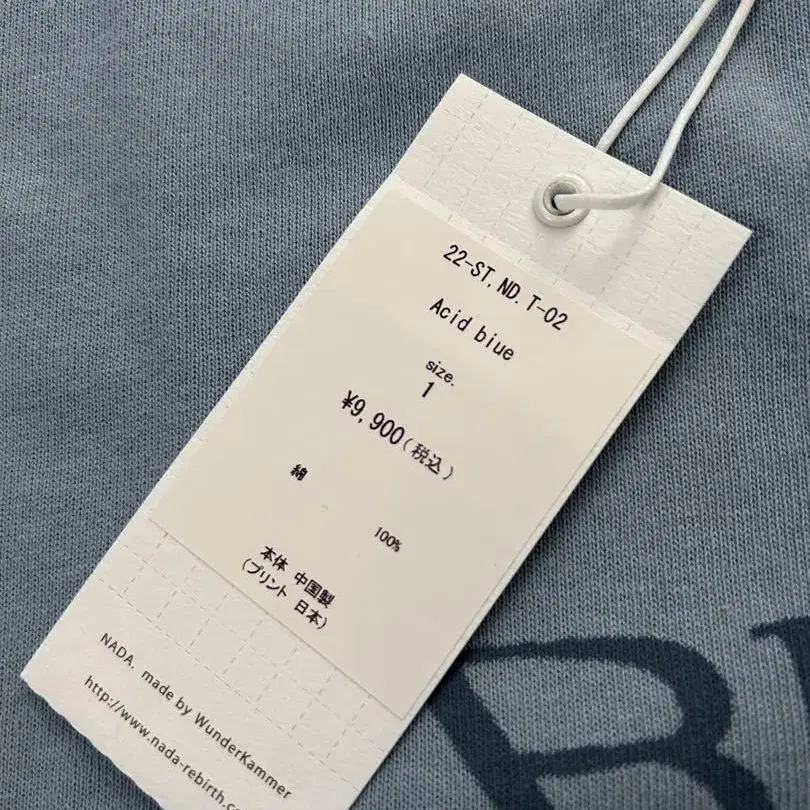 22-ST.ND.T-02
Acid biue
size.
1
¥9,900(税込)
綿
100%
本体 中国製
(プリント 日本)
NADA. made by WunderKammer
http://www.nada-rebirth.c